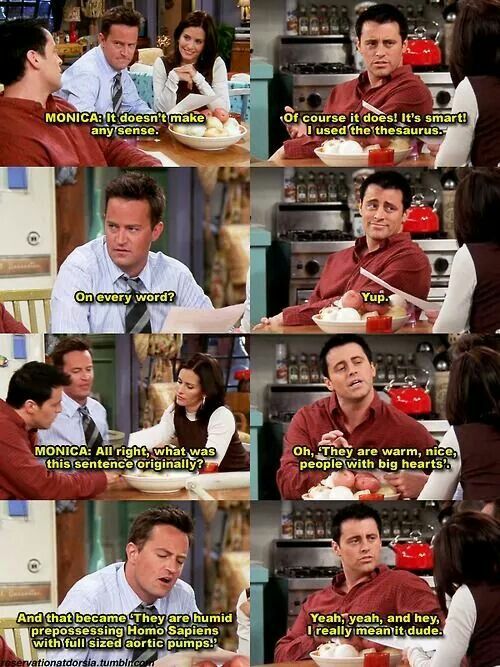 MONICA: It doesn't make
any sense.
Of course it does! It's smart!
I used the thesaurus.
On every word?
Yup.
MONICA: All right, what was
this sentence originally?
Oh, 'They are warm, nice,
people with big hearts'.
And that became 'They are humid
prepossessing Homo Sapiens
with full sized aortic pumps.'
Yeah, yeah, and hey,
I really mean it dude.
reservationatdorsia.tumblr.com